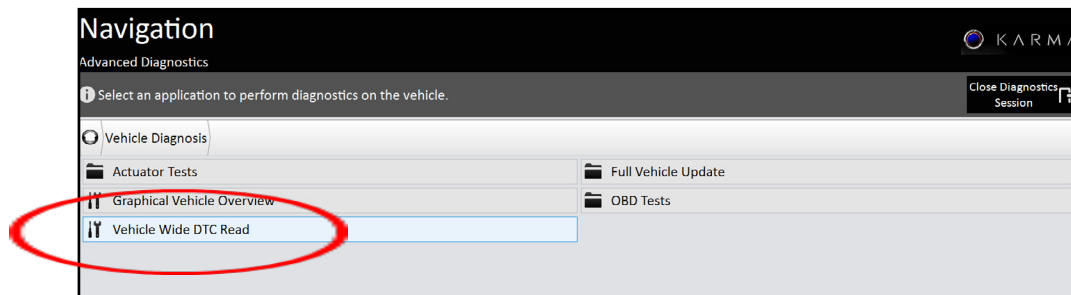 Navigation
Advanced Diagnostics
KARMA
Select an application to perform diagnostics on the vehicle.
Close Diagnostics
Session
Vehicle Diagnosis
Actuator Tests
Full Vehicle Update
Graphical Vehicle Overview
OBD Tests
Vehicle Wide DTC Read